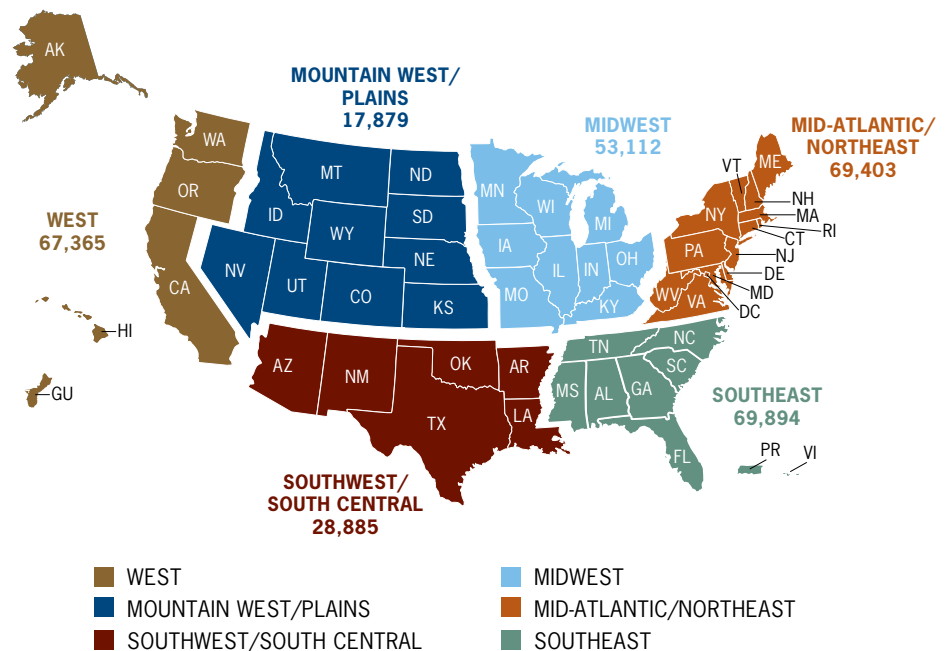 AK
MOUNTAIN WEST/
PLAINS
17,879
MIDWEST
53,112
MID-ATLANTIC/
NORTHEAST
69,403
WEST
67,365
WA
OR
CA
HI
GU
MT
ND
ID
WY
SD
NE
NV
UT
CO
KS
MN
WI
MI
IA
IL
IN
OH
MO
KY
VT
ME
NH
MA
RI
CT
NY
NJ
PA
DE
MD
DC
WV
VA
AZ
NM
OK
TX
AR
LA
TN
NC
SC
MS
AL
GA
FL
SOUTHEAST
69,894
PR
VI
SOUTHWEST/
SOUTH CENTRAL
28,885
WEST
MOUNTAIN WEST/PLAINS
SOUTHWEST/SOUTH CENTRAL
MIDWEST
MID-ATLANTIC/NORTHEAST
SOUTHEAST